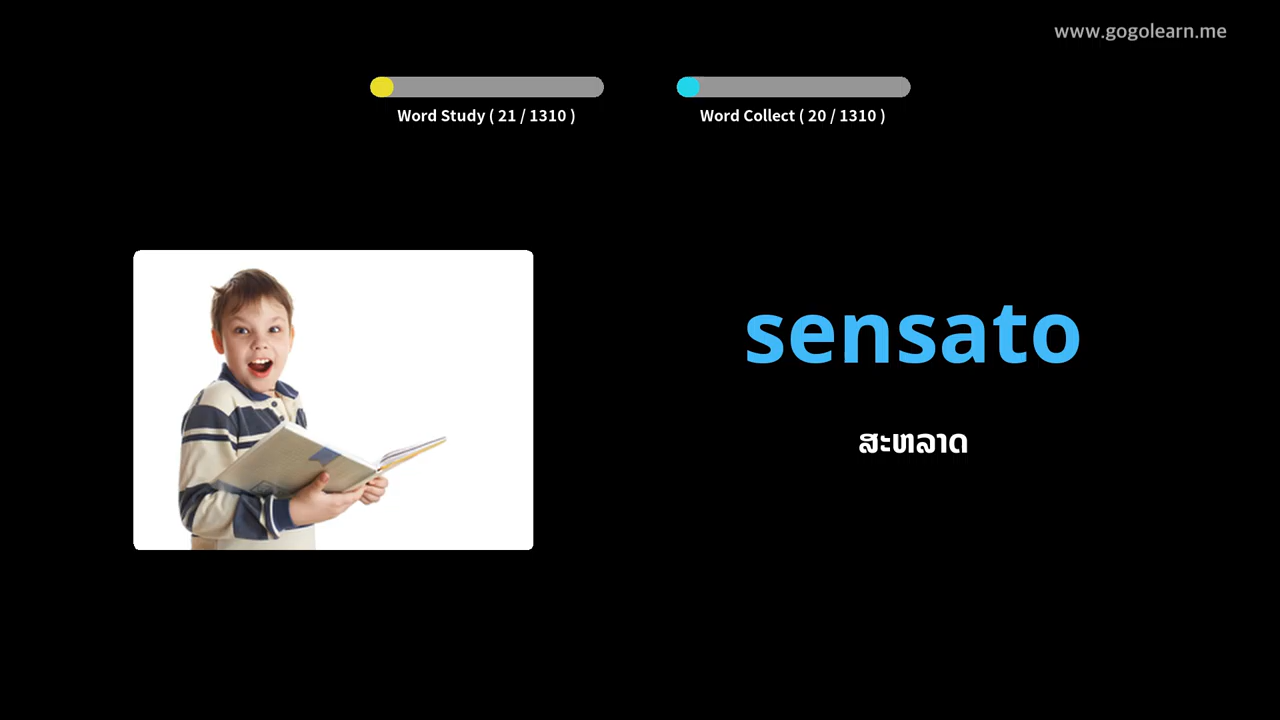 www.gogolearn.me
Word Study ( 21 / 1310 )
Word Collect ( 20 / 1310 )
sensato
ສະຫລາດ